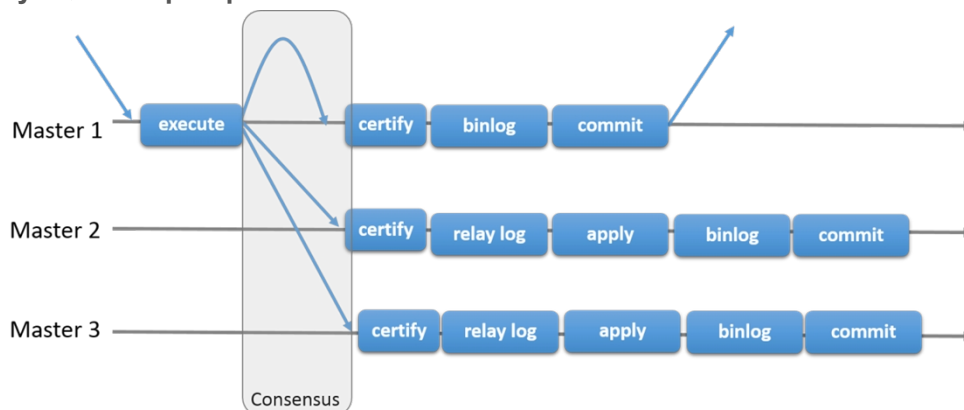 Master 1
execute
certify
binlog
commit
Master 2
certify
relay log
apply
binlog
commit
Master 3
certify
relay log
apply
binlog
commit
Consensus